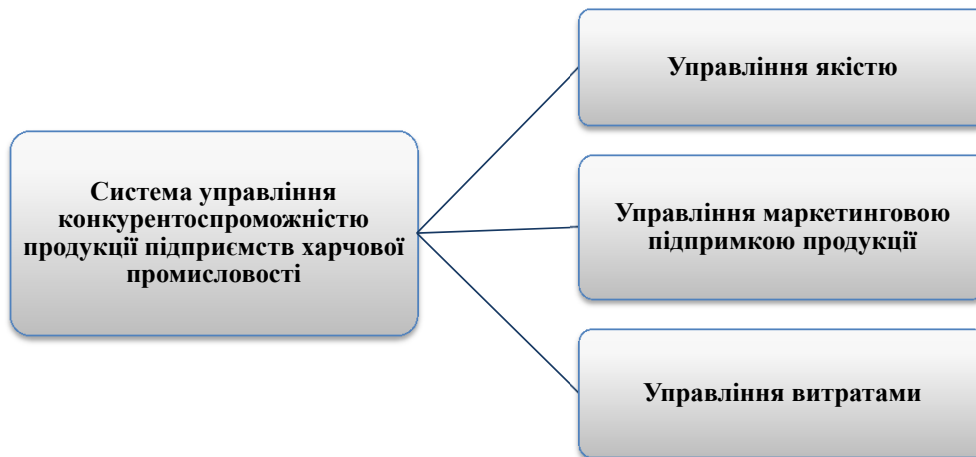 Система управління
конкурентоспроможністю
продукції підприємств харчової
промисловості
Управління якістю
Управління маркетинговою
підпримкою продукції
Управління витратами